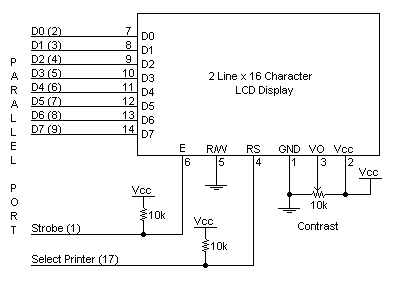 PARALLEL PORT
D0 (2) 7 D0
D1 (3) 8 D1
D2 (4) 9 D2
D3 (5) 10 D3
D4 (6) 11 D4
D5 (7) 12 D5
D6 (8) 13 D6
D7 (9) 14 D7
2 Line x 16 Character
LCD Display
E R/W RS GND VO Vcc
6 5 4 1 3 2
Vcc
10k
Vcc
10k
Vcc
10k
Contrast
Strobe (1)
Select Printer (17)